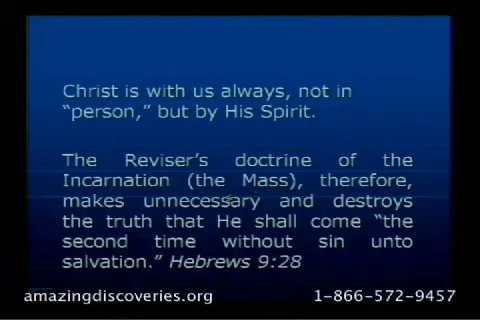 Christ is with us always, not in
“person,” but by His Spirit.
The Reviser’s doctrine of the
Incarnation (the Mass), therefore,
makes unnecessary and destroys
the truth that He shall come “the
second time without sin unto
salvation.” Hebrews 9:28
amazingdiscoveries.org 1-866-572-9457